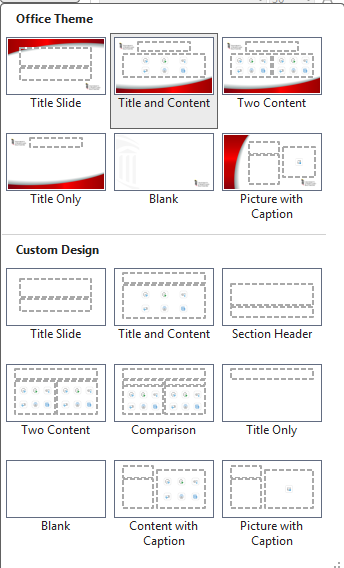 Office Theme
Title Slide
Title and Content
Two Content
Title Only
Blank
Picture with
Caption
Custom Design
Title Slide
Title and Content
Section Header
Two Content
Comparison
Title Only
Blank
Content with
Caption
Picture with
Caption